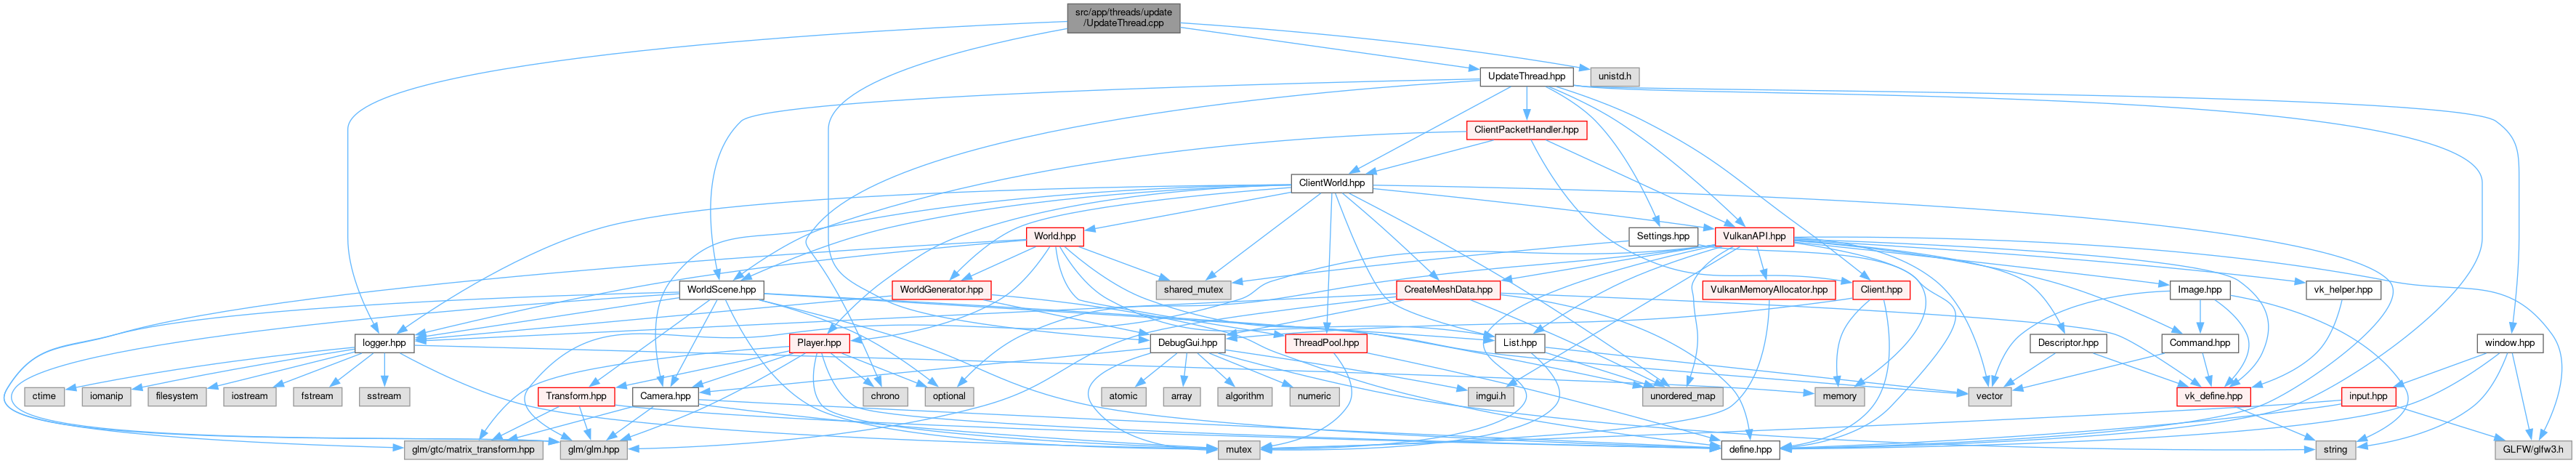 src/app/threads/update
/UpdateThread.cpp
UpdateThread.hpp
unistd.h
ClientPacketHandler.hpp
ClientWorld.hpp
World.hpp
Settings.hpp
VulkanAPI.hpp
WorldScene.hpp
WorldGenerator.hpp
shared_mutex
CreateMeshData.hpp
VulkanMemoryAllocator.hpp
Client.hpp
Image.hpp
vk_helper.hpp
logger.hpp
Player.hpp
DebugGui.hpp
ThreadPool.hpp
List.hpp
Descriptor.hpp
Command.hpp
window.hpp
ctime
iomanip
filesystem
iostream
fstream
sstream
Transform.hpp
Camera.hpp
chrono
optional
atomic
array
algorithm
numeric
imgui.h
unordered_map
memory
vector
vk_define.hpp
input.hpp
glm/gtc/matrix_transform.hpp
glm/glm.hpp
mutex
define.hpp
string
GLFW/glfw3.h